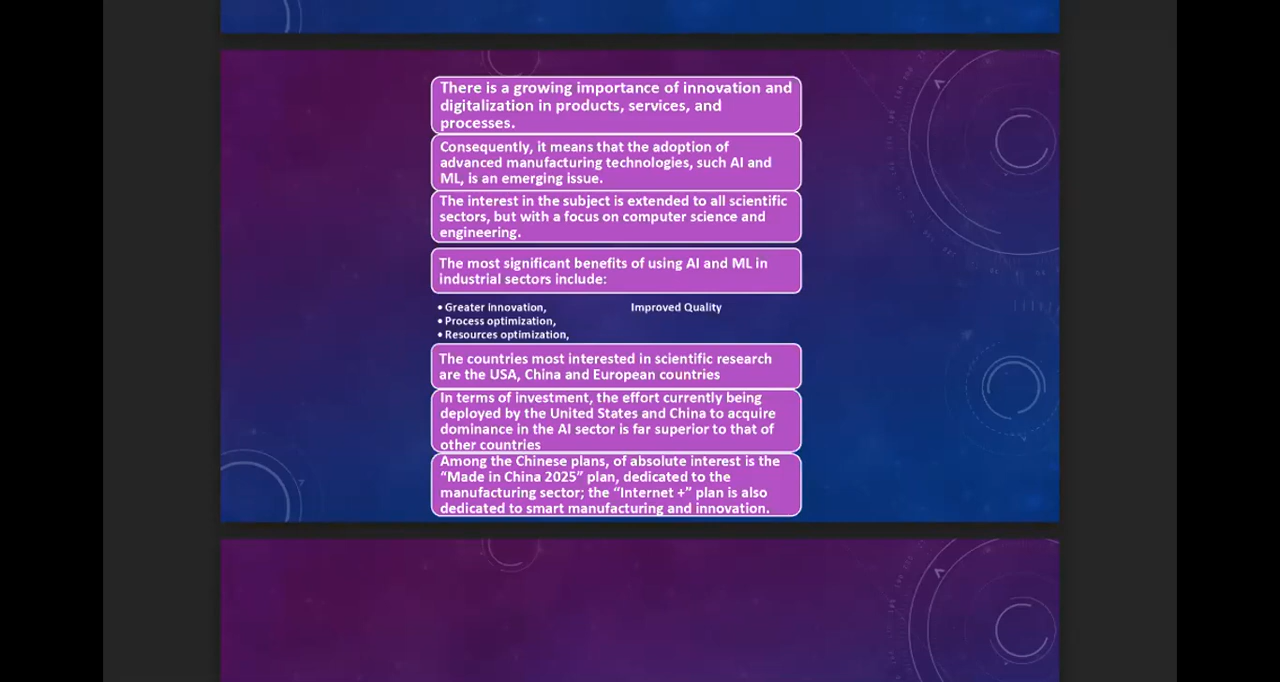 There is a growing importance of innovation and
digitalization in products, services, and
processes.
Consequently, it means that the adoption of
advanced manufacturing technologies, such AI and
ML, is an emerging issue.
The interest in the subject is extended to all scientific
sectors, but with a focus on computer science and
engineering.
The most significant benefits of using AI and ML in
industrial sectors include:
• Greater innovation, Improved Quality
• Process optimization,
• Resources optimization,
The countries most interested in scientific research
are the USA, China and European countries
In terms of investment, the effort currently being
deployed by the United States and China to acquire
dominance in the AI sector is far superior to that of
other countries
Among the Chinese plans, of absolute interest is the
“Made in China 2025” plan, dedicated to the
manufacturing sector; the “Internet +” plan is also
dedicated to smart manufacturing and innovation.